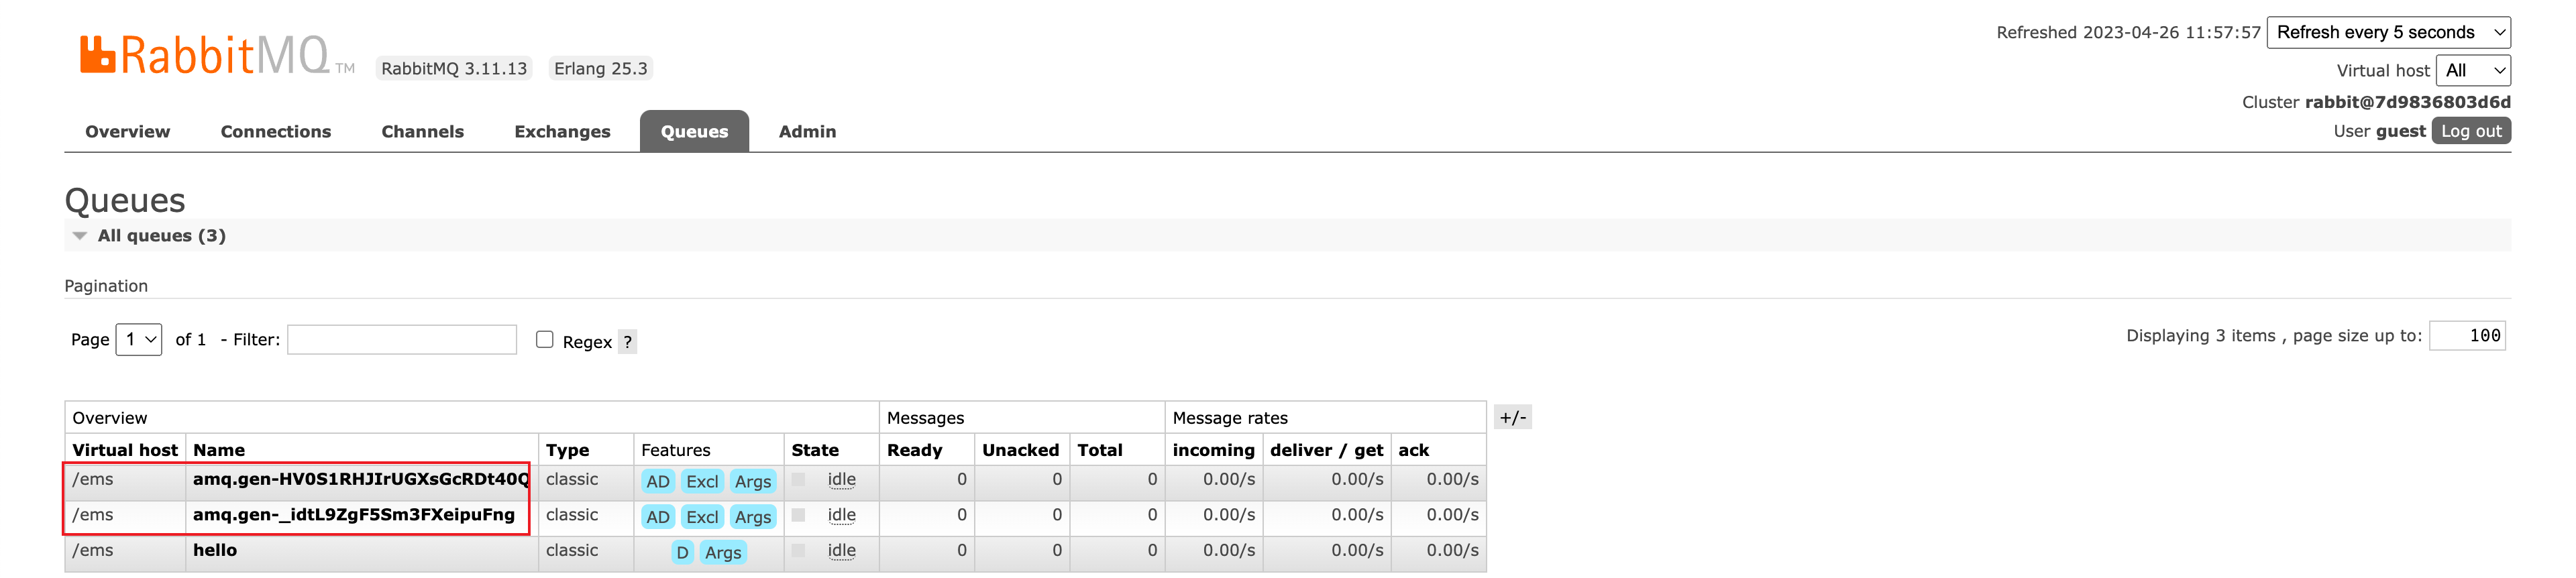 Refreshed 2023-04-26 11:57:57 Refresh every 5 seconds
RabbitMQ TM RabbitMQ 3.11.13 Erlang 25.3
Virtual host All
Cluster rabbit@7d9836803d6d
User guest Log out
Overview Connections Channels Exchanges Queues Admin
Queues
All queues (3)
Pagination
Page 1 of 1 - Filter: Regex ? Displaying 3 items , page size up to: 100
Overview Messages Message rates +/-
Virtual host Name Type Features State Ready Unacked Total incoming deliver / get ack
/ems amq.gen-HV0S1RHJIrUGXsGcRDt40Q classic AD Excl Args idle 0 0 0 0.00/s 0.00/s 0.00/s
/ems amq.gen-_idtL9ZgF5Sm3FXeipuFng classic AD Excl Args idle 0 0 0 0.00/s 0.00/s 0.00/s
/ems hello classic D Args idle 0 0 0 0.00/s 0.00/s 0.00/s